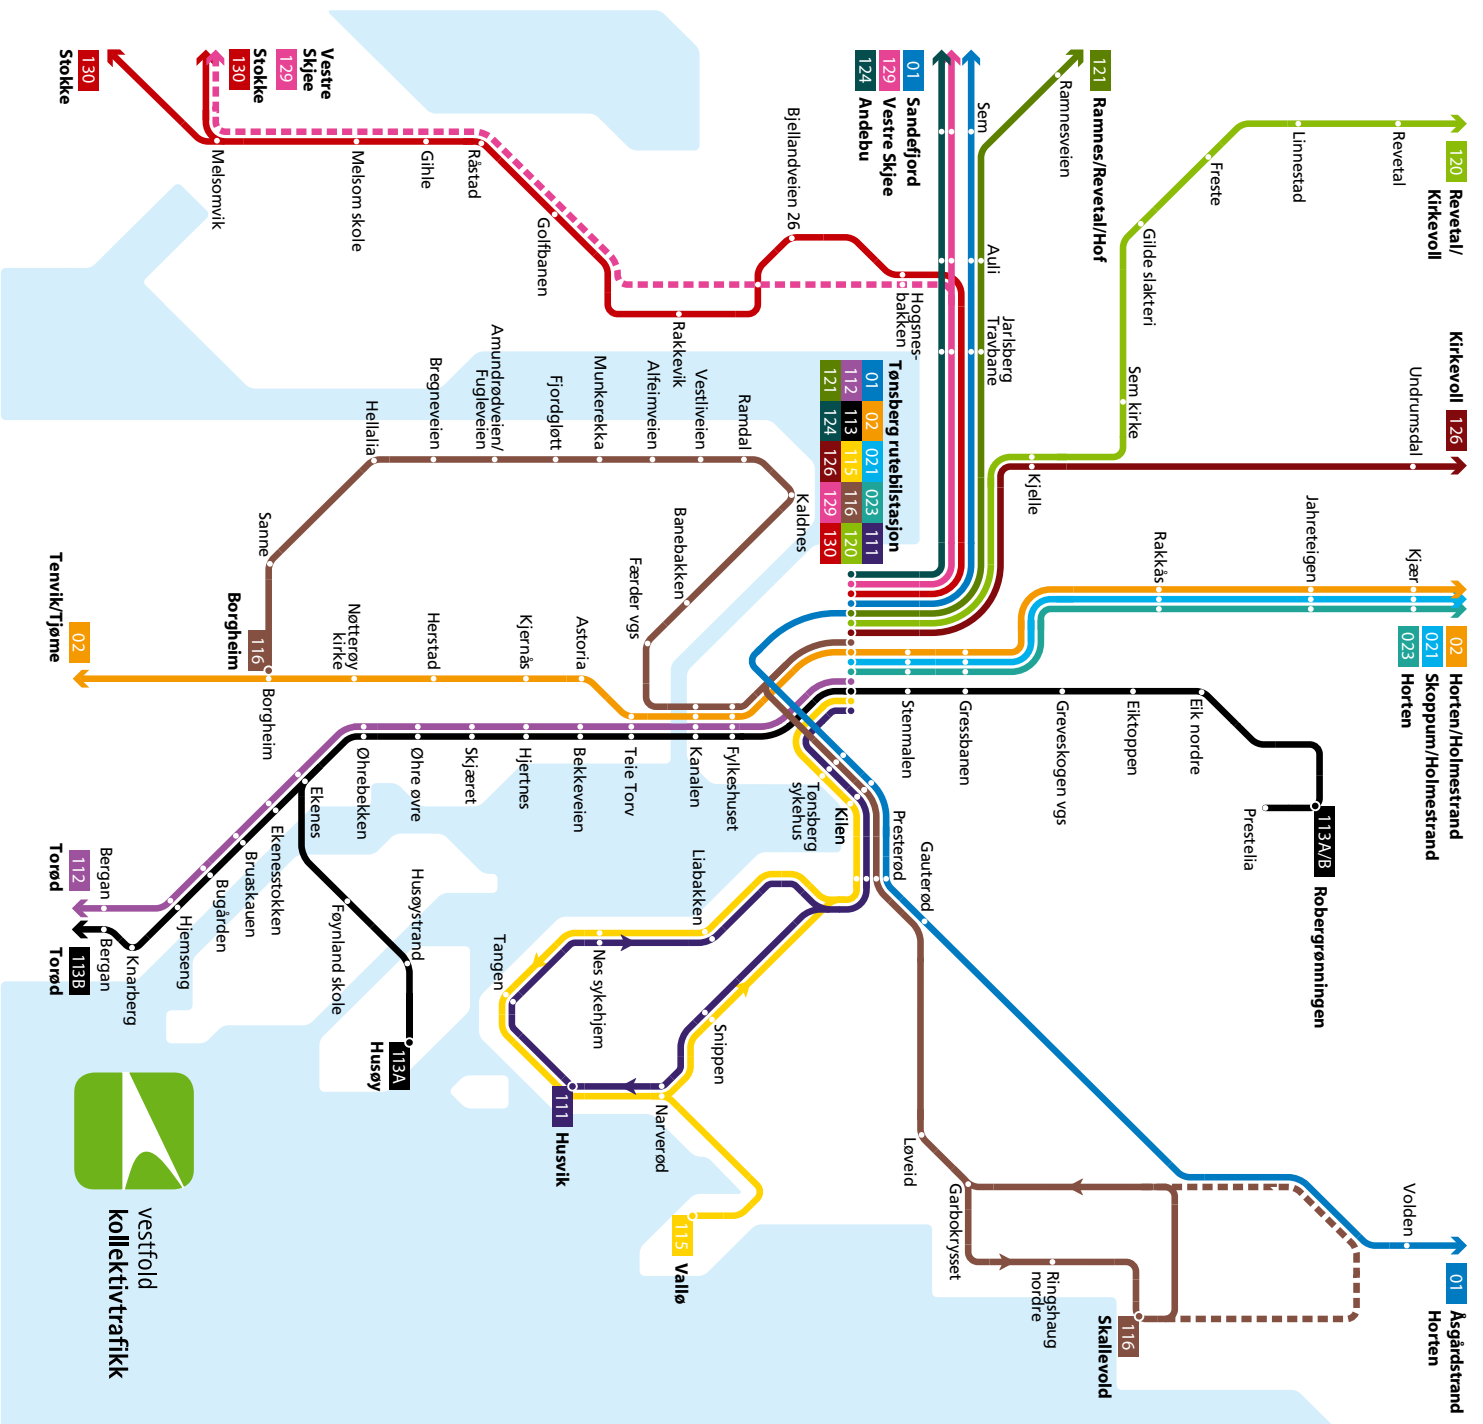 120
Revetal/
Kirkevoll
Revetal
Linnestad
Freste
Gilde slakteri
Sem kirke
Kirkevoll
126
Undrumsdal
Kjelle
Kjær
Jahreteigen
Rakkås
02
Horten/Holmestrand
021
Skoppum/Holmestrand
023
Horten
121
Ramnes/Revetal/Hof
Ramnesveien
01
Sandefjord
129
Vestre Skjee
124
Andebu
Sem
Auli
Jarlsberg
Travbane
Hogsnes-
bakken
Bjellandveien 26
Rakkevik
Golfbanen
Råstad
Gihle
Melsom skole
Melsomvik
Vestre
Skjee
129
130
Stokke
130
Stokke
Tønsberg rutebilstasjon
01
02
021
023
111
112
113
115
116
120
121
124
126
129
130
Kaldnes
Ramdal
Vestliveien
Alfeimveien
Munkerekka
Fjordgløtt
Amundrødveien/
Fugleveien
Bregneveien
Hellalia
Sanne
Borgheim
116
Banebakken
Færder vgs
Astoria
Kjernås
Herstad
Nøtterøy
kirke
Borgheim
Tenvik/Tjøme
02
Stenmalen
Gressbanen
Greveskogen vgs
Eiktoppen
Eik nordre
Prestelia
113A/B
Robergrønningen
Fylkeshuset
Kanalen
Teie Torv
Bekkeveien
Hjertnes
Skjæret
Øhre øvre
Øhrebekken
Ekenes
Ekenesstokken
Bruaskauen
Bugården
Hjemseng
Knarberg
Bergan
Bergan
112
Torød
113B
Torød
Føynland skole
Husøystrand
113A
Husøy
Tønsberg
sykehus
Kilen
Presterød
Gauterød
Liabakken
Nes sykehjem
Tangen
Snippen
Narverød
111
Husvik
115
Vallø
Løveid
Garbokrysset
Ringshaug
nordre
116
Skallevold
Volden
01
Åsgårdstrand
Horten
vestfold
kollektivtrafikk